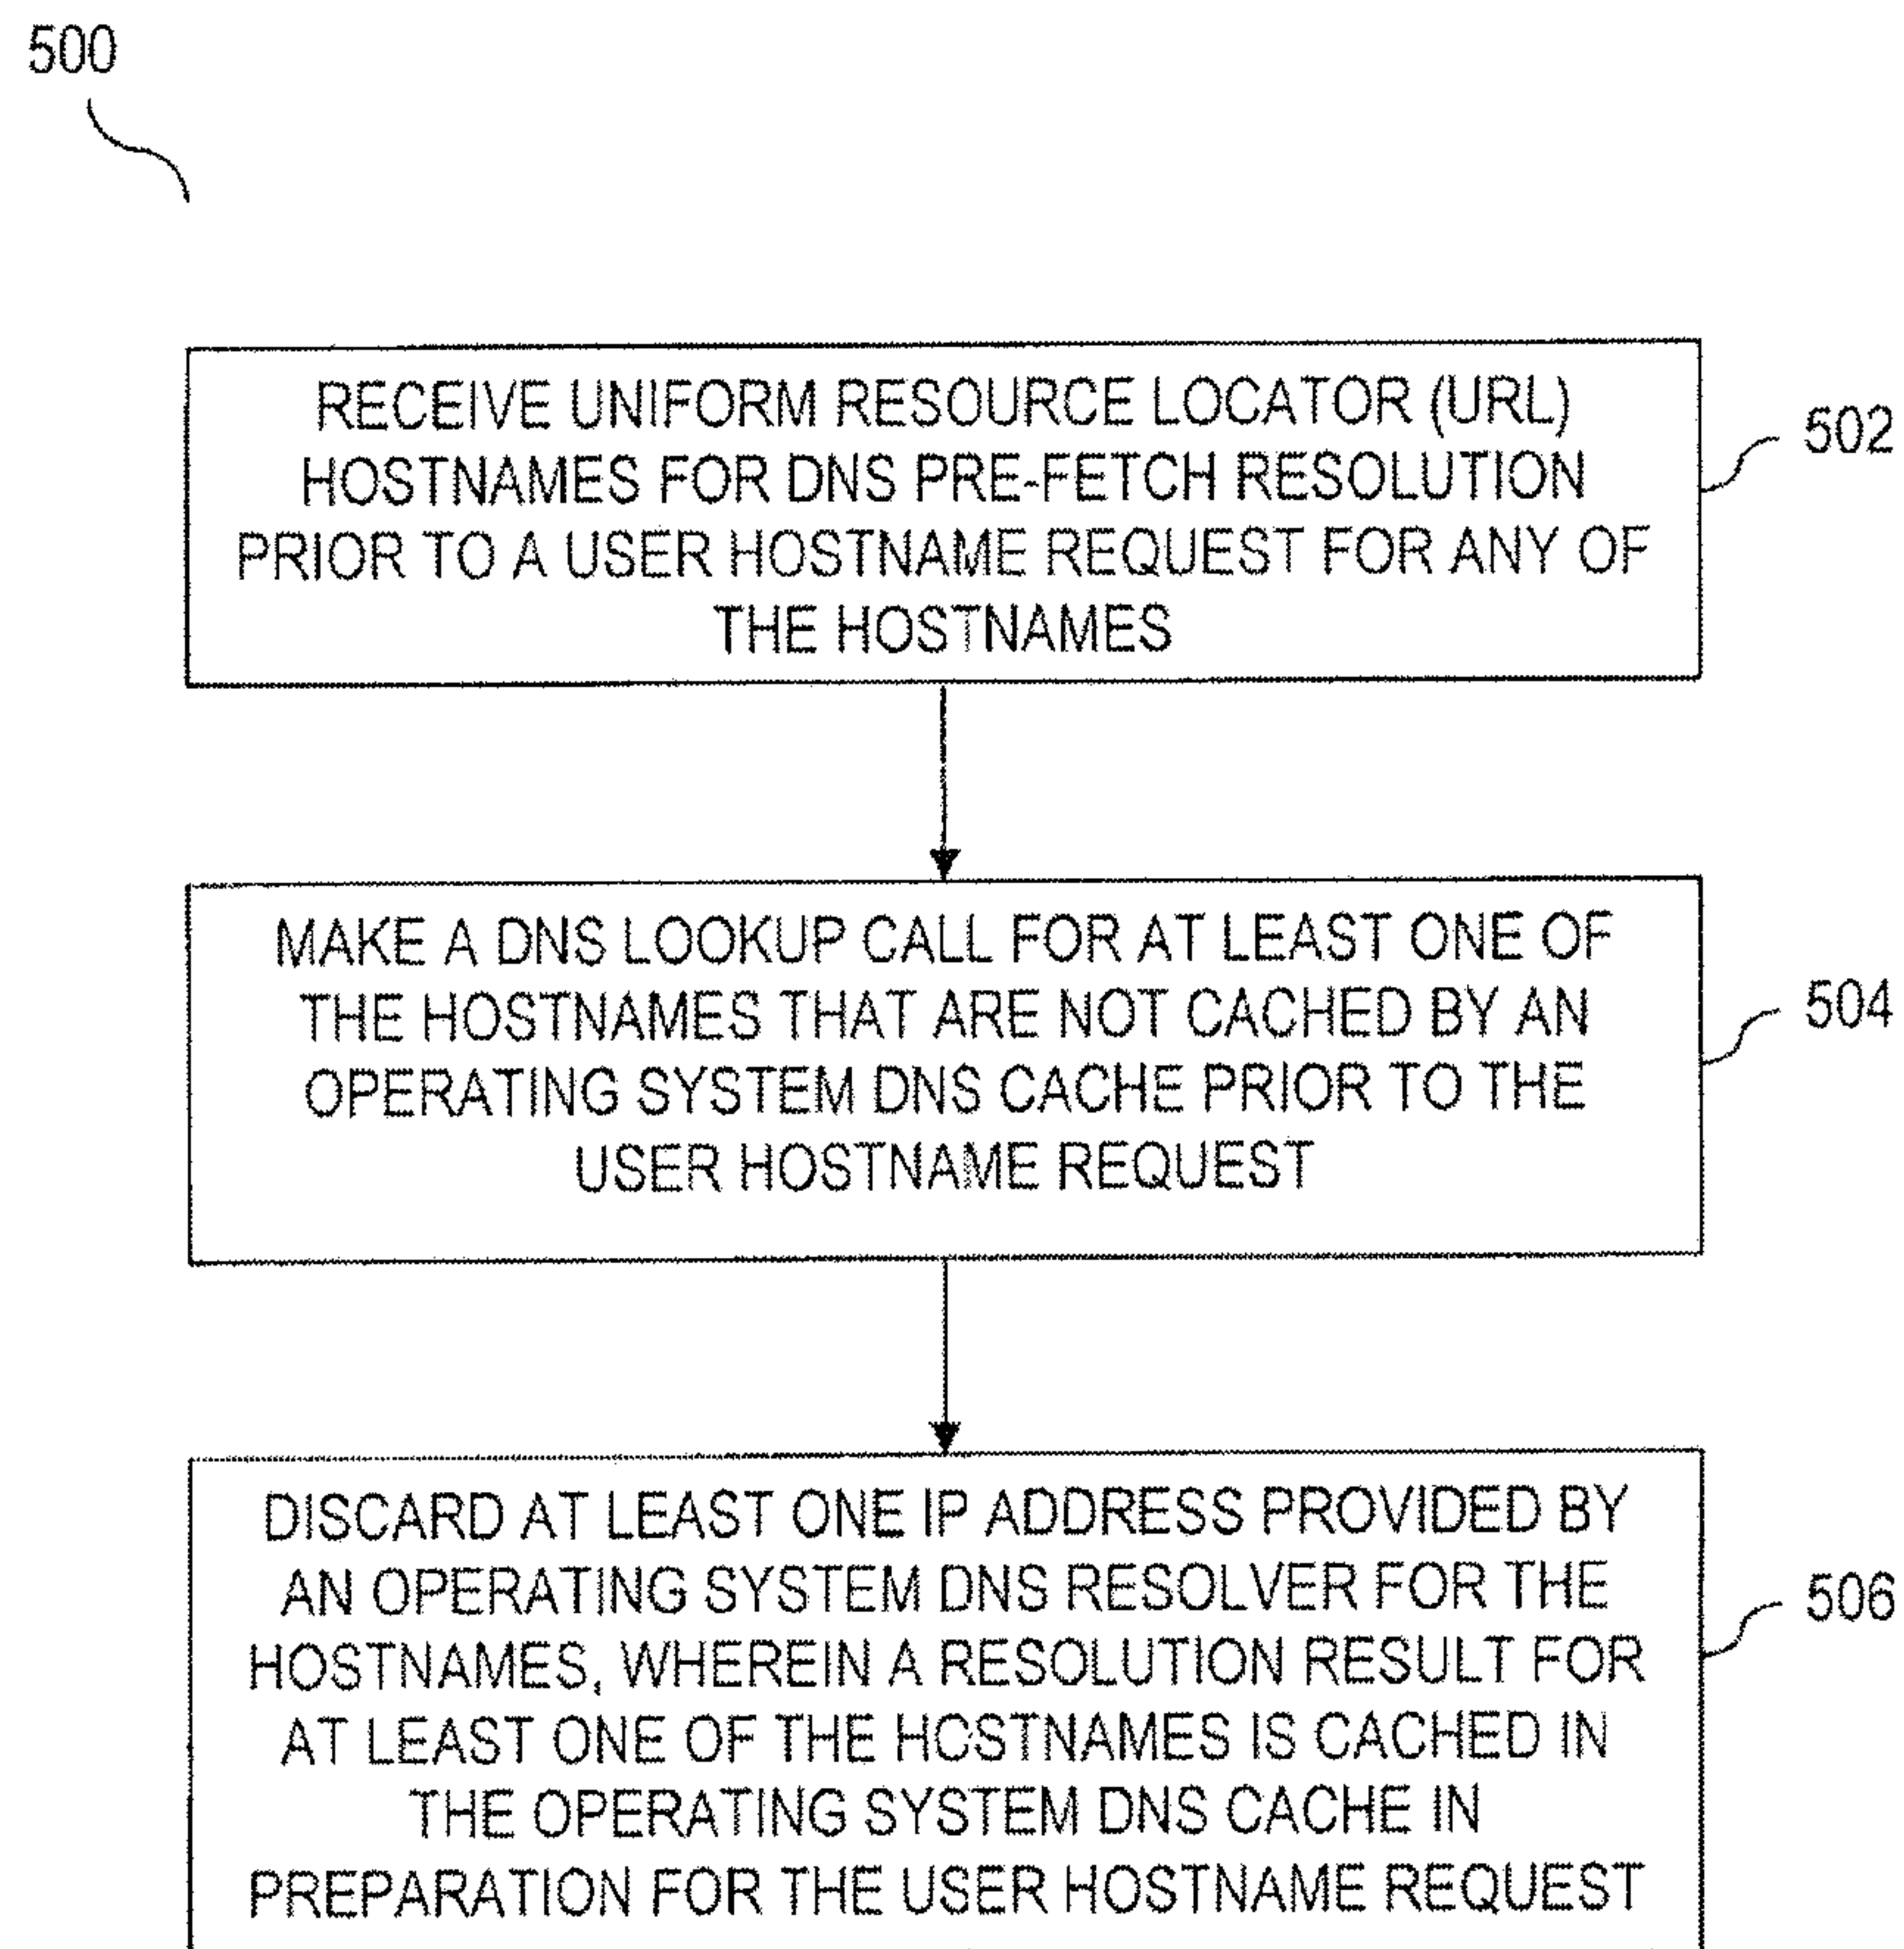 500
RECEIVE UNIFORM RESOURCE LOCATOR (URL)
HOSTNAMES FOR DNS PRE-FETCH RESOLUTION
PRIOR TO A USER HOSTNAME REQUEST FOR ANY OF
THE HOSTNAMES
502
MAKE A DNS LOOKUP CALL FOR AT LEAST ONE OF
THE HOSTNAMES THAT ARE NOT CACHED BY AN
OPERATING SYSTEM DNS CACHE PRIOR TO THE
USER HOSTNAME REQUEST
504
DISCARD AT LEAST ONE IP ADDRESS PROVIDED BY
AN OPERATING SYSTEM DNS RESOLVER FOR THE
HOSTNAMES, WHEREIN A RESOLUTION RESULT FOR
AT LEAST ONE OF THE HOSTNAMES IS CACHED IN
THE OPERATING SYSTEM DNS CACHE IN
PREPARATION FOR THE USER HOSTNAME REQUEST
506